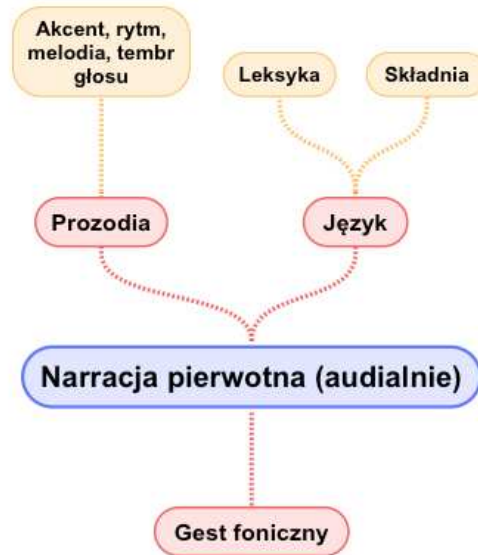 Akcent, rytm,
melodia, tembr
głosu
Leksyka
Składnia
Prozodia
Język
Narracja pierwotna (audialnie)
Gest foniczny